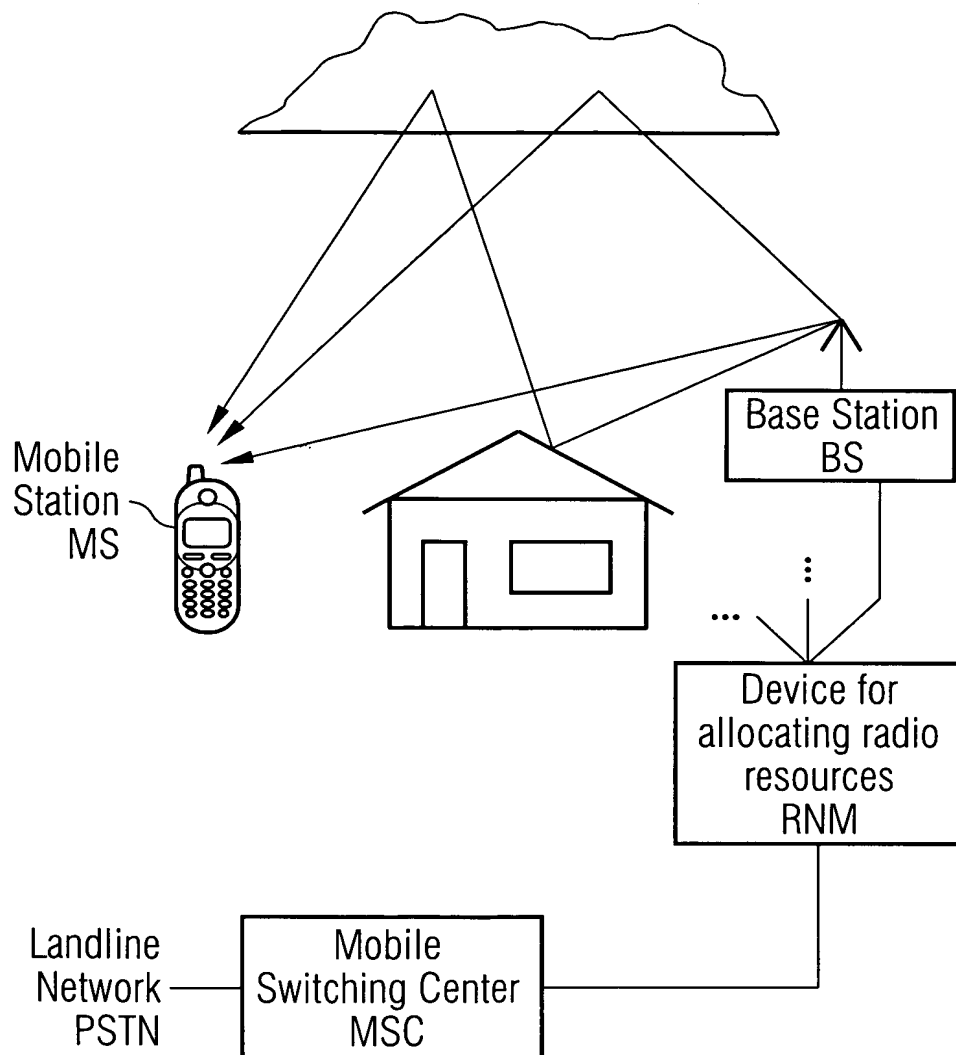 Mobile
Station
MS
Base Station
BS
Device for
allocating radio
resources
RNM
Landline
Network
PSTN
Mobile
Switching Center
MSC